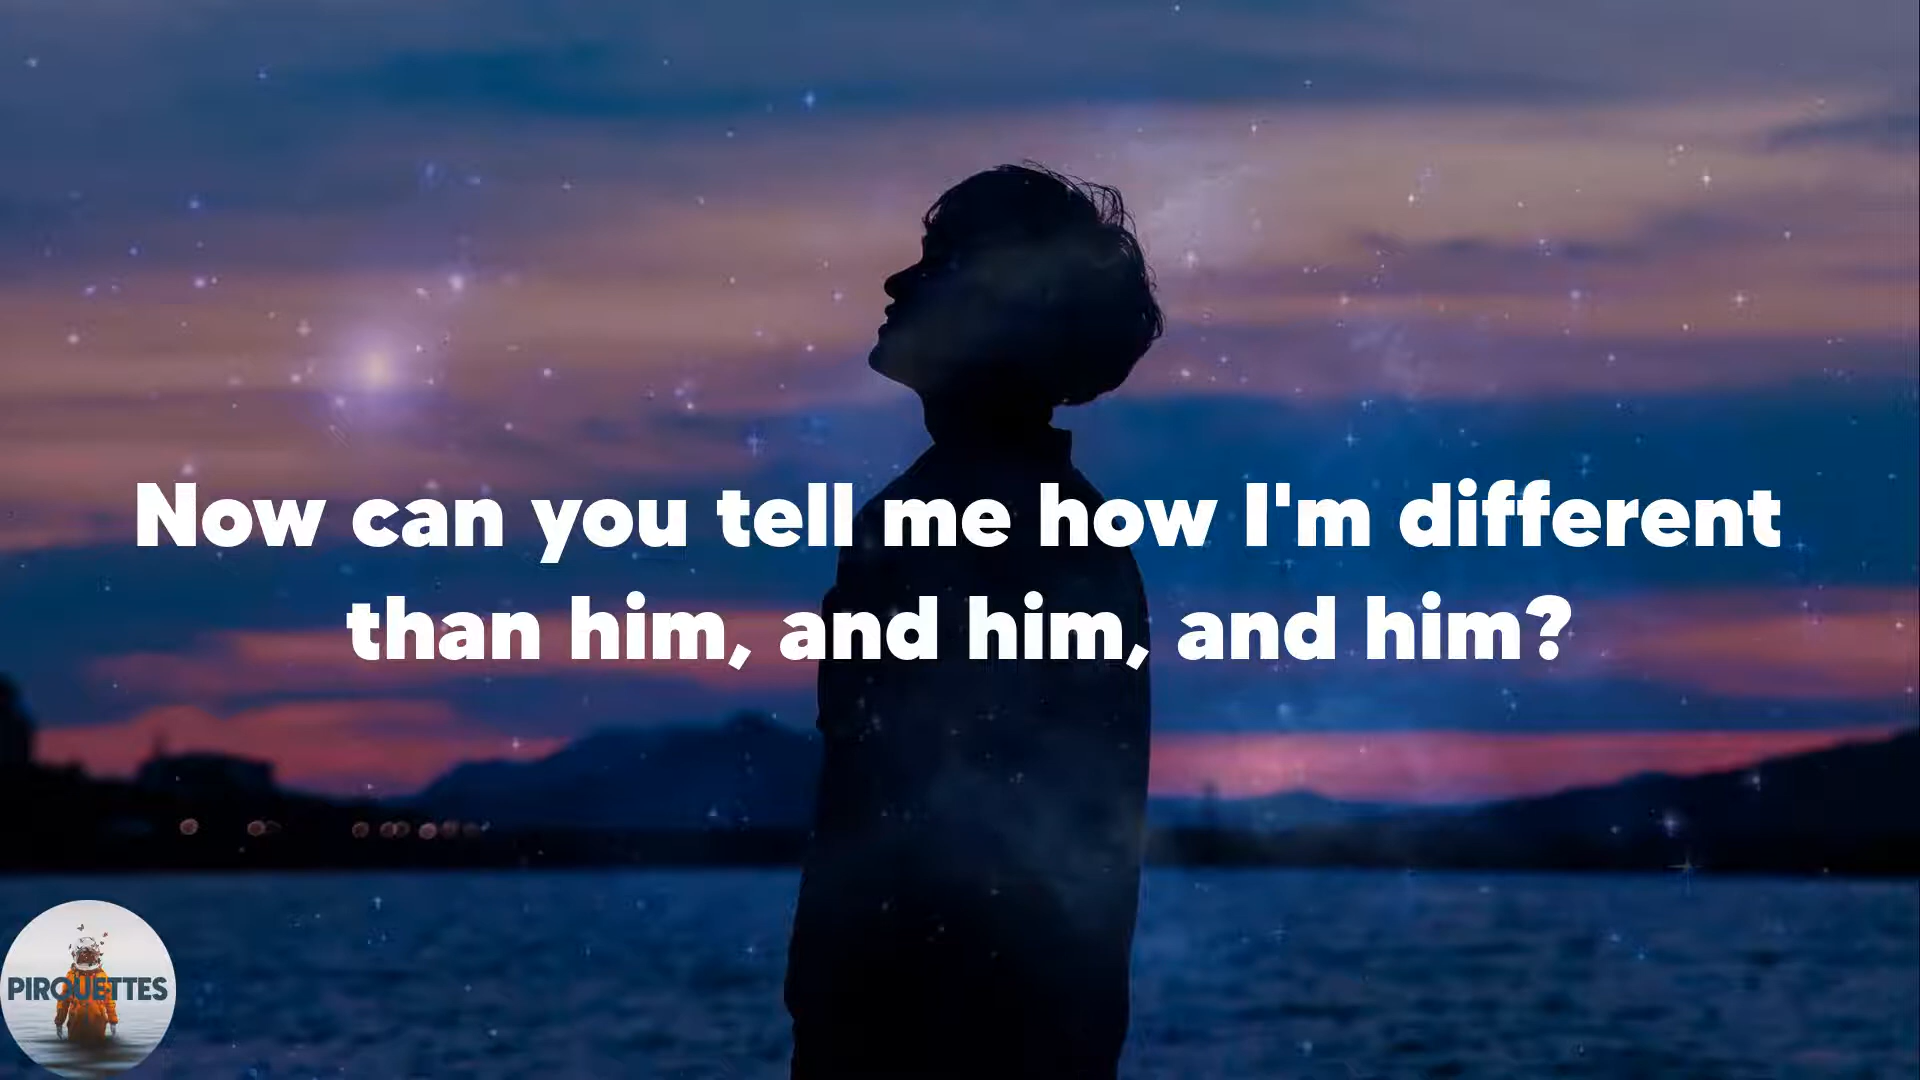 Now can you tell me how I'm different
than him, and him, and him?
PIROUETTES